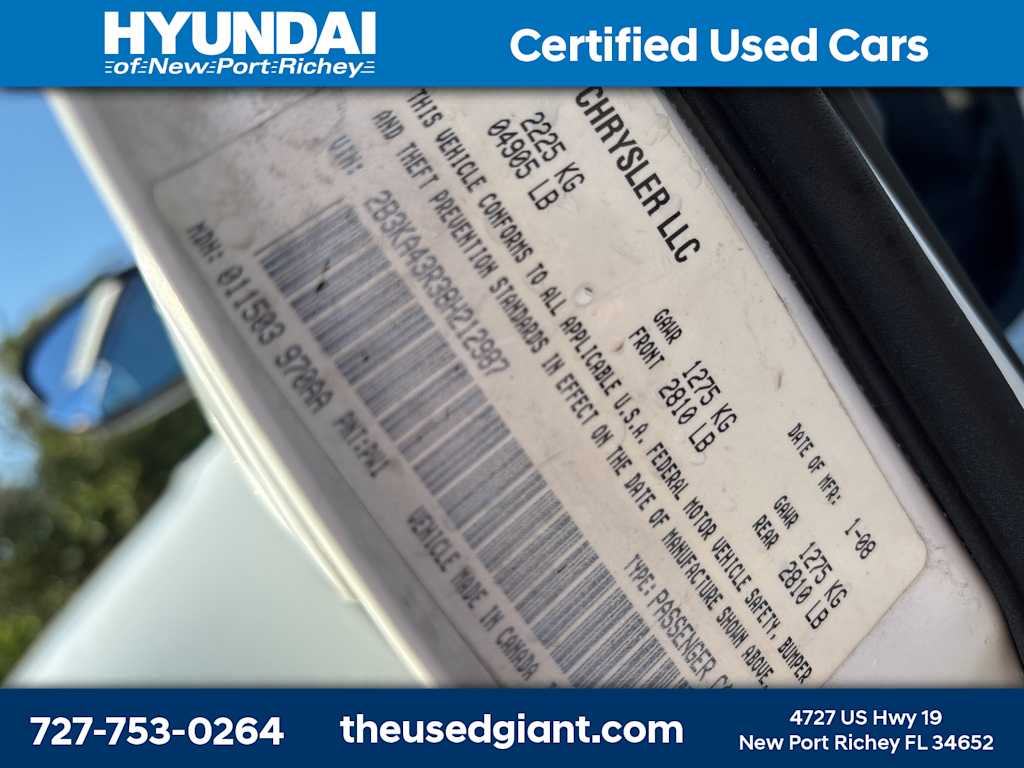 HYUNDAI
of New Port Richey
Certified Used Cars
CHRYSLER LLC
2225 KG
04905 LB
THIS VEHICLE CONFORMS TO ALL APPLICABLE U.S.A. FEDERAL MOTOR VEHICLE SAFETY, BUMPER
AND THEFT PREVENTION STANDARDS IN EFFECT ON THE DATE OF MANUFACTURE SHOWN ABOVE.
DATE OF MFR: 1-08
GAWR FRONT
1275 KG
2810 LB
GAWR REAR
1275 KG
2810 LB
VIN: 2B3KA43R38H212987
TYPE: PASSENGER
MDH: 011503 970AA PNT: PW1
VEHICLE MADE IN CANADA
727-753-0264
theusedgiant.com
4727 US Hwy 19
New Port Richey FL 34652